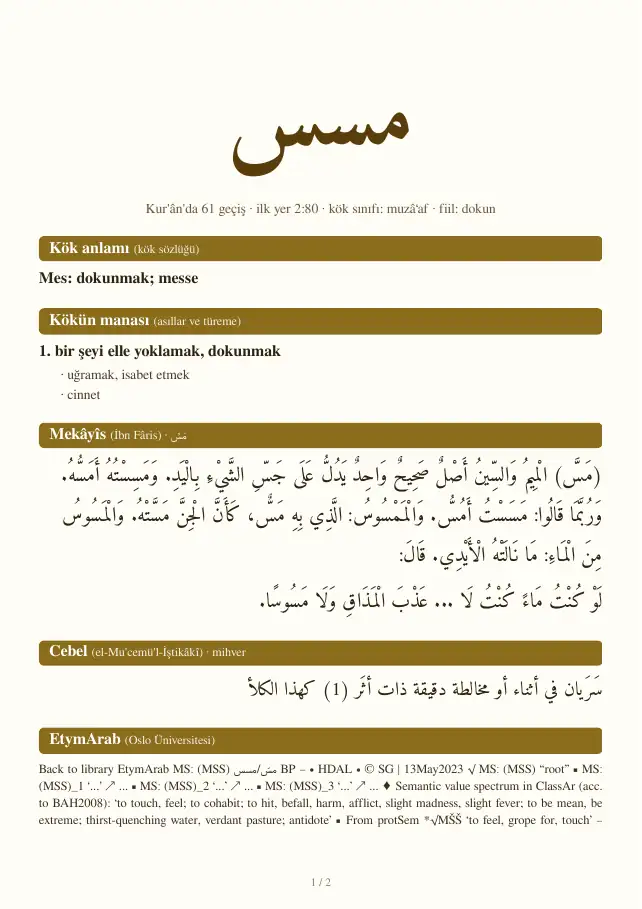 مسس
Kur'ân'da 61 geçiş · ilk yer 2:80 · kök sınıfı: muzâ'af · fiil: dokun
Kök anlamı (kök sözlüğü)
Mes: dokunmak; messe
Kökün manası (asıllar ve türeme)
1. bir şeyi elle yoklamak, dokunmak
· uğramak, isabet etmek
· cinnet
Mekâyîs (İbn Fâris) · مَسّ
(مَسَّ) الْمِيمُ وَالسِّينُ أَصْلٌ صَحِيحٌ وَاحِدٌ يَدُلُّ عَلَى جَسِّ الشَّيْءِ بِالْيَدِ. وَمَسِسْتُهُ أَمَسُّهُ.
وَرُبَّمَا قَالُوا: مَسَسْتُ أَمُسُّ. وَالْمَمْسُوسُ: الَّذِي بِهِ مَسٌّ، كَأَنَّ الْجِنَّ مَسَّتْهُ. وَالْمَسُوسُ
مِنَ الْمَاءِ: مَا نَالَتْهُ الْأَيْدِي. قَالَ:
لَوْ كُنْتُ مَاءً كُنْتُ لَا ... عَذْبَ الْمَذَاقِ وَلَا مَسُوسًا.
Cebel (el-Mu'cemü'l-İştikâkî) · mihver
سَرَيان في أثناء أو مخالطة دقيقة ذات أثَر (1) كهذا الكلأ
EtymArab (Oslo Üniversitesi)
Back to library EtymArab MS: (MSS) مسّ/مسس BP – • HDAL • © SG | 13May2023 √ MS: (MSS) “root” ▪ MS:
(MSS)_1 ‘...’ ↗ ... ▪ MS: (MSS)_2 ‘...’ ↗ ... ▪ MS: (MSS)_3 ‘...’ ↗ ... ♦ Semantic value spectrum in ClassAr (acc.
to BAH2008): ‘to touch, feel; to cohabit; to hit, befall, harm, afflict, slight madness, slight fever; to be mean, be
extreme; thirst-quenching water, verdant pasture; antidote’ ▪ From protSem *√MŠŠ ‘to feel, grope for, touch’ –
1 / 2